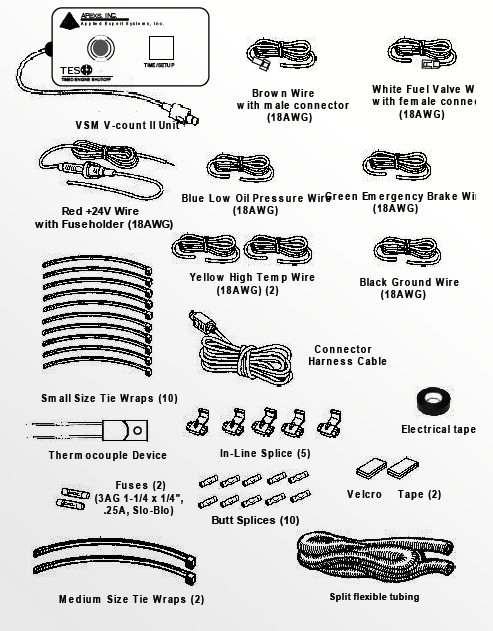 APEXIS, INC.
Applied Expert Systems, Inc.
TES
TIMED ENGINE SHUTOFF
TIME/SETUP
VSM V-count II Unit
Brown Wire
with male connector
(18AWG)
White Fuel Valve W
with female conne
(18AWG)
Red +24V Wire
with Fuseholder (18AWG)
Blue Low Oil Pressure Wire
(18AWG)
Green Emergency Brake Wi
(18AWG)
Yellow High Temp Wire
(18AWG) (2)
Black Ground Wire
(18AWG)
Small Size Tie Wraps (10)
Connector
Harness Cable
Electrical tape
Thermocouple Device
In-Line Splice (5)
Fuses (2)
(3AG 1-1/4 x 1/4",
.25A, Slo-Blo)
Butt Splices (10)
Velcro Tape (2)
Medium Size Tie Wraps (2)
Split flexible tubing